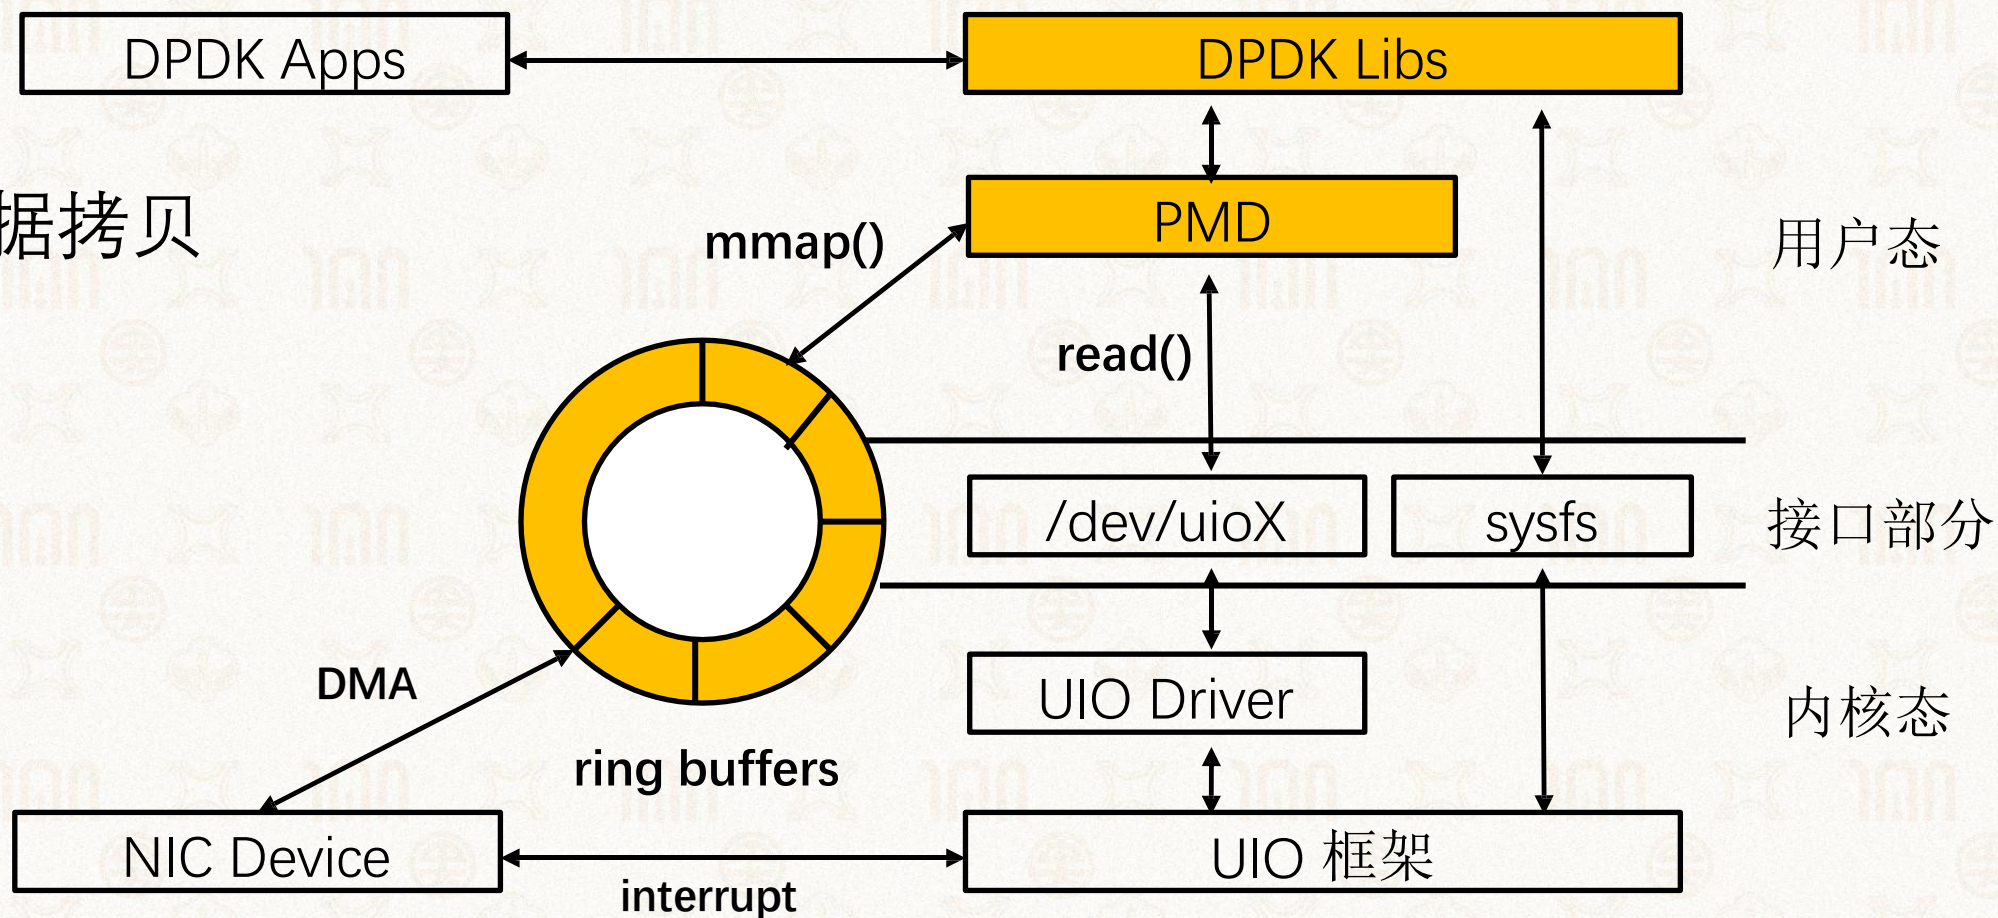 DPDK Apps
DPDK Libs
据拷贝
mmap()
PMD
用户态
read()
/dev/uioX
sysfs
接口部分
DMA
UIO Driver
内核态
ring buffers
NIC Device
interrupt
UIO 框架